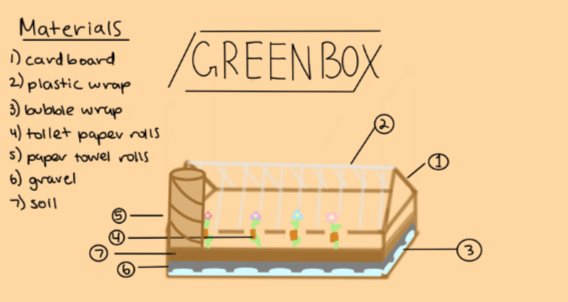 Materials
1) cardboard
2) plastic wrap
3) bubble wrap
4) toilet paper rolls
5) paper towel rolls
6) gravel
7) soil
GREENBOX
2
1
5
4
7
6
3